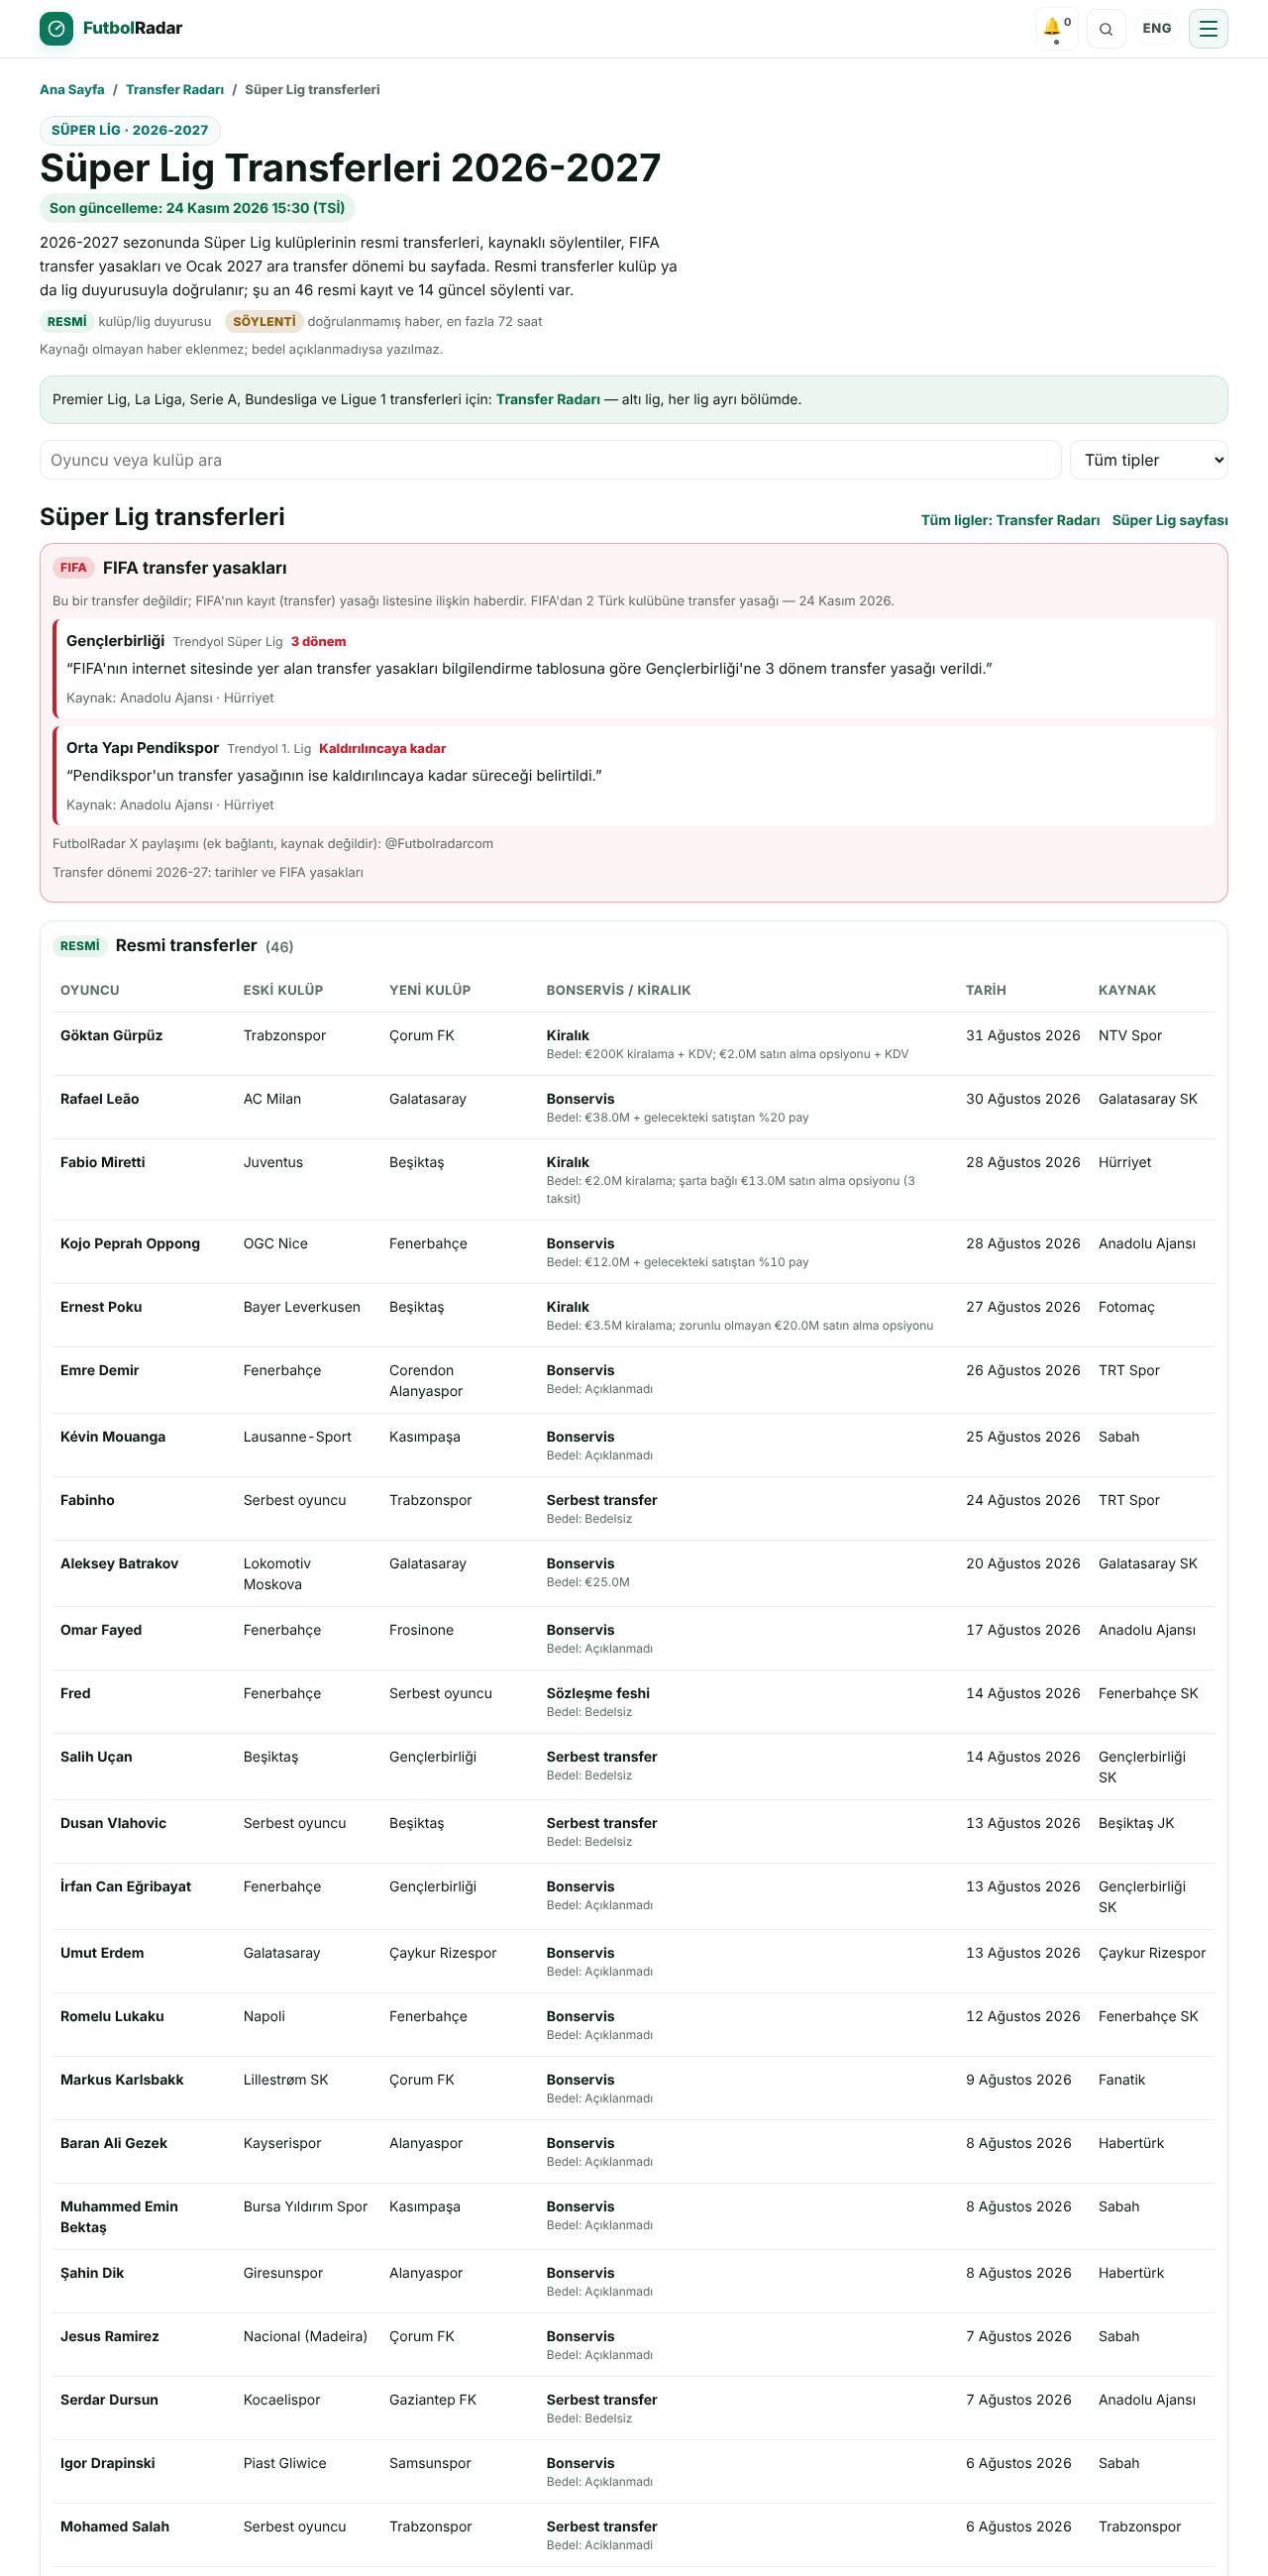 FutbolRadar
🔔 0
ENG
Ana Sayfa / Transfer Radarı / Süper Lig transferleri
SÜPER LİG · 2026-2027
Süper Lig Transferleri 2026-2027
Son güncelleme: 24 Kasım 2026 15:30 (TSİ)
2026-2027 sezonunda Süper Lig kulüplerinin resmi transferleri, kaynaklı söylentiler, FIFA
transfer yasakları ve Ocak 2027 ara transfer dönemi bu sayfada. Resmi transferler kulüp ya
da lig duyurusuyla doğrulanır; şu an 46 resmi kayıt ve 14 güncel söylenti var.
RESMİ kulüp/lig duyurusu SÖYLENTİ doğrulanmamış haber, en fazla 72 saat
Kaynağı olmayan haber eklenmez; bedel açıklanmadıysa yazılmaz.
Premier Lig, La Liga, Serie A, Bundesliga ve Ligue 1 transferleri için: Transfer Radarı — altı lig, her lig ayrı bölümde.
Oyuncu veya kulüp ara Tüm tipler
Süper Lig transferleri Tüm ligler: Transfer Radarı Süper Lig sayfası
FIFA FIFA transfer yasakları
Bu bir transfer değildir; FIFA'nın kayıt (transfer) yasağı listesine ilişkin haberdir. FIFA'dan 2 Türk kulübüne transfer yasağı — 24 Kasım 2026.
Gençlerbirliği Trendyol Süper Lig 3 dönem
“FIFA'nın internet sitesinde yer alan transfer yasakları bilgilendirme tablosuna göre Gençlerbirliği'ne 3 dönem transfer yasağı verildi.”
Kaynak: Anadolu Ajansı · Hürriyet
Orta Yapı Pendikspor Trendyol 1. Lig Kaldırılıncaya kadar
“Pendikspor'un transfer yasağının ise kaldırılıncaya kadar süreceği belirtildi.”
Kaynak: Anadolu Ajansı · Hürriyet
FutbolRadar X paylaşımı (ek bağlantı, kaynak değildir): @Futbolradarcom
Transfer dönemi 2026-27: tarihler ve FIFA yasakları
RESMİ Resmi transferler (46)
OYUNCU ESKİ KULÜP YENİ KULÜP BONSERVİS / KİRALIK TARİH KAYNAK
Göktan Gürpüz Trabzonspor Çorum FK Kiralık 31 Ağustos 2026 NTV Spor
Bedel: €200K kiralama + KDV; €2.0M satın alma opsiyonu + KDV
Rafael Leão AC Milan Galatasaray Bonservis 30 Ağustos 2026 Galatasaray SK
Bedel: €38.0M + gelecekteki satıştan %20 pay
Fabio Miretti Juventus Beşiktaş Kiralık 28 Ağustos 2026 Hürriyet
Bedel: €2.0M kiralama; şarta bağlı €13.0M satın alma opsiyonu (3
taksit)
Kojo Peprah Oppong OGC Nice Fenerbahçe Bonservis 28 Ağustos 2026 Anadolu Ajansı
Bedel: €12.0M + gelecekteki satıştan %10 pay
Ernest Poku Bayer Leverkusen Beşiktaş Kiralık 27 Ağustos 2026 Fotomaç
Bedel: €3.5M kiralama; zorunlu olmayan €20.0M satın alma opsiyonu
Emre Demir Fenerbahçe Corendon Bonservis 26 Ağustos 2026 TRT Spor
Alanyaspor Bedel: Açıklanmadı
Kévin Mouanga Lausanne-Sport Kasımpaşa Bonservis 25 Ağustos 2026 Sabah
Bedel: Açıklanmadı
Fabinho Serbest oyuncu Trabzonspor Serbest transfer 24 Ağustos 2026 TRT Spor
Bedel: Bedelsiz
Aleksey Batrakov Lokomotiv Galatasaray Bonservis 20 Ağustos 2026 Galatasaray SK
Moskova Bedel: €25.0M
Omar Fayed Fenerbahçe Frosinone Bonservis 17 Ağustos 2026 Anadolu Ajansı
Bedel: Açıklanmadı
Fred Fenerbahçe Serbest oyuncu Sözleşme feshi 14 Ağustos 2026 Fenerbahçe SK
Bedel: Bedelsiz
Salih Uçan Beşiktaş Gençlerbirliği Serbest transfer 14 Ağustos 2026 Gençlerbirliği
Bedel: Bedelsiz SK
Dusan Vlahovic Serbest oyuncu Beşiktaş Serbest transfer 13 Ağustos 2026 Beşiktaş JK
Bedel: Bedelsiz
İrfan Can Eğribayat Fenerbahçe Gençlerbirliği Bonservis 13 Ağustos 2026 Gençlerbirliği
Bedel: Açıklanmadı SK
Umut Erdem Galatasaray Çaykur Rizespor Bonservis 13 Ağustos 2026 Çaykur Rizespor
Bedel: Açıklanmadı
Romelu Lukaku Napoli Fenerbahçe Bonservis 12 Ağustos 2026 Fenerbahçe SK
Bedel: Açıklanmadı
Markus Karlsbakk Lillestrøm SK Çorum FK Bonservis 9 Ağustos 2026 Fanatik
Bedel: Açıklanmadı
Baran Ali Gezek Kayserispor Alanyaspor Bonservis 8 Ağustos 2026 Habertürk
Bedel: Açıklanmadı
Muhammed Emin Bursa Yıldırım Spor Kasımpaşa Bonservis 8 Ağustos 2026 Sabah
Bektaş Bedel: Açıklanmadı
Şahin Dik Giresunspor Alanyaspor Bonservis 8 Ağustos 2026 Habertürk
Bedel: Açıklanmadı
Jesus Ramirez Nacional (Madeira) Çorum FK Bonservis 7 Ağustos 2026 Sabah
Bedel: Açıklanmadı
Serdar Dursun Kocaelispor Gaziantep FK Serbest transfer 7 Ağustos 2026 Anadolu Ajansı
Bedel: Bedelsiz
Igor Drapinski Piast Gliwice Samsunspor Bonservis 6 Ağustos 2026 Sabah
Bedel: Açıklanmadı
Mohamed Salah Serbest oyuncu Trabzonspor Serbest transfer 6 Ağustos 2026 Trabzonspor
Bedel: Aciklanmadi